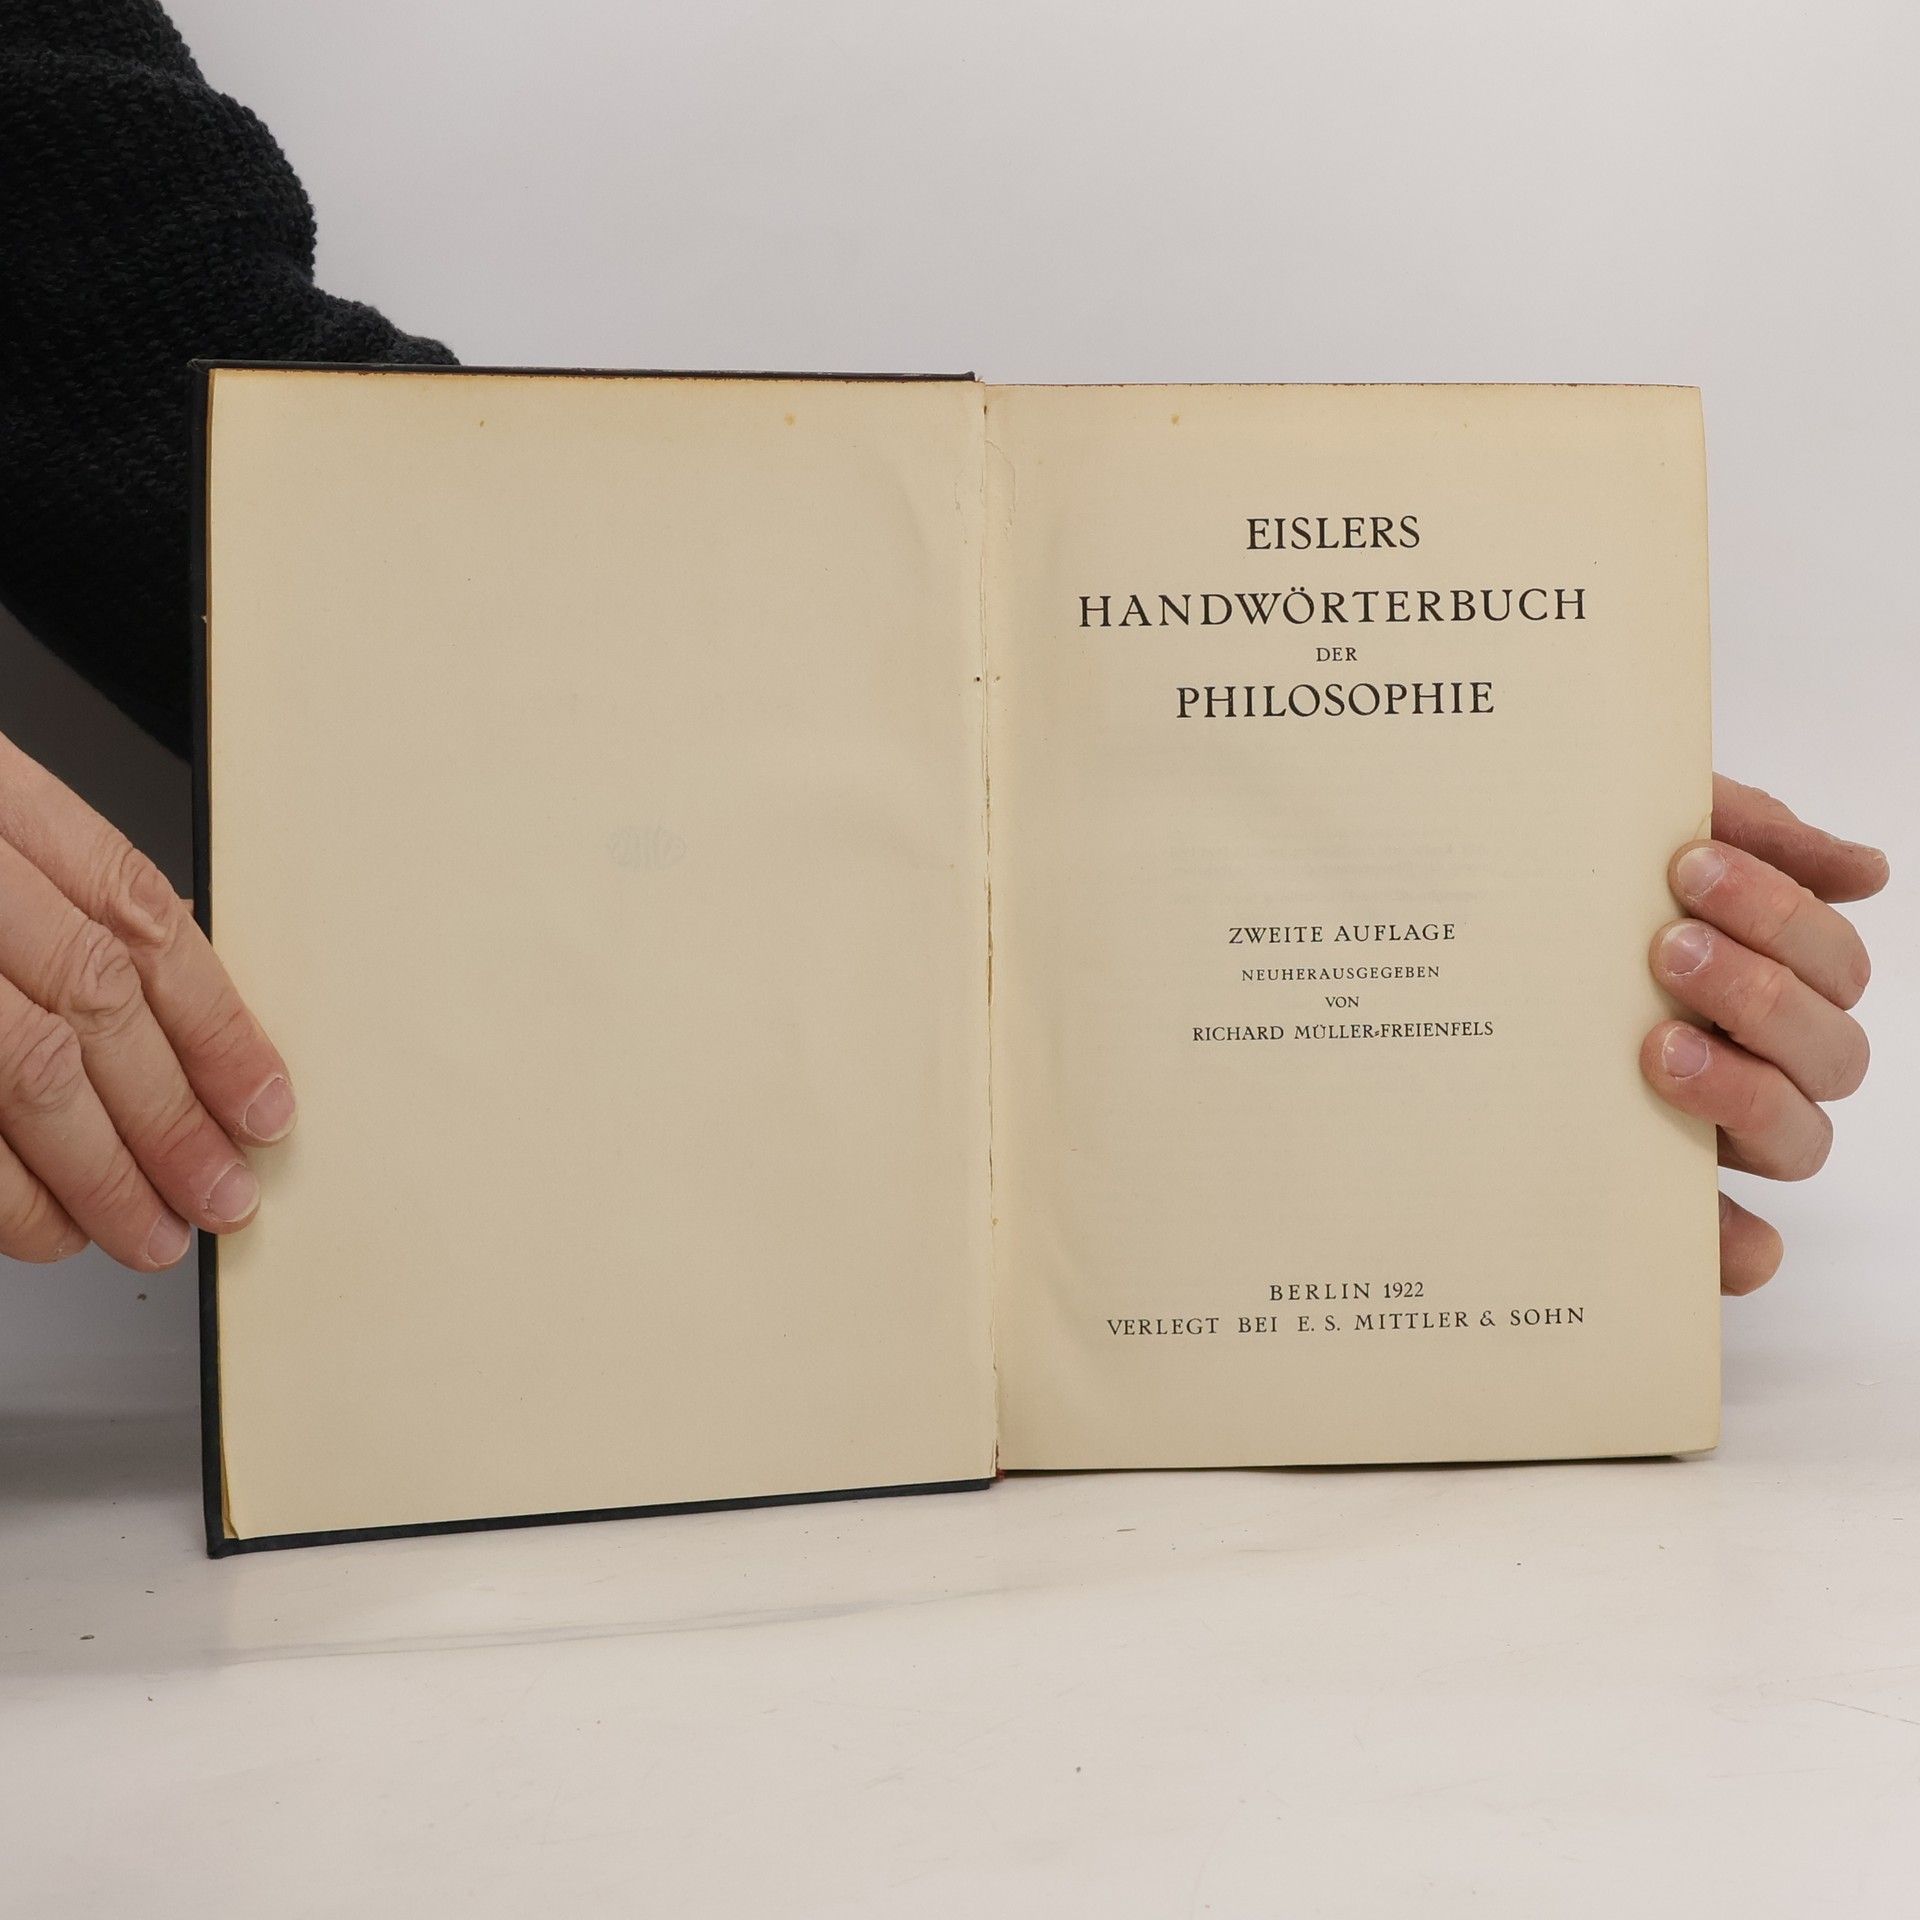 EISLERS
HANDWÖRTERBUCH
DER
PHILOSOPHIE
ZWEITE AUFLAGE
NEUHERAUSGEGEBEN
VON
RICHARD MÜLLER-FREIENFELS
BERLIN 1922
VERLEGT BEI E. S. MITTLER & SOHN